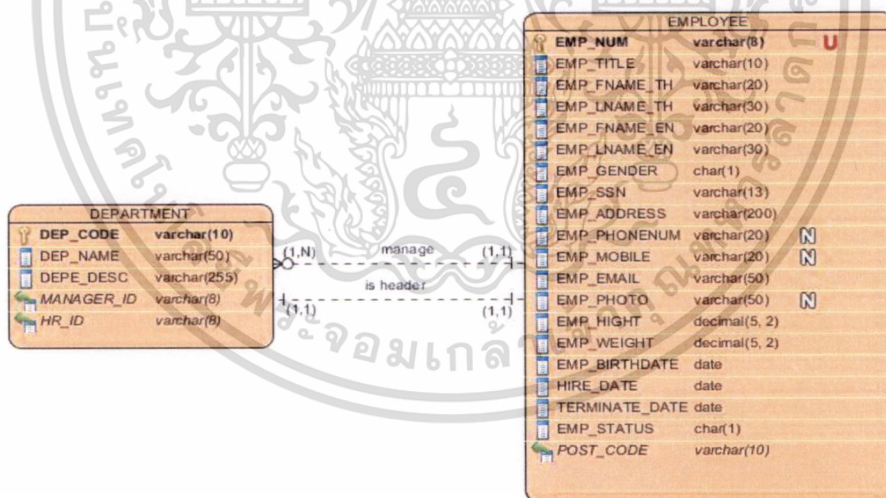 EMPLOYEE
EMP_NUM varchar(8) U
EMP_TITLE varchar(10)
EMP_FNAME_TH varchar(20)
EMP_LNAME_TH varchar(30)
EMP_FNAME_EN varchar(20)
EMP_LNAME_EN varchar(30)
EMP_GENDER char(1)
EMP_SSN varchar(13)
EMP_ADDRESS varchar(200)
EMP_PHONENUM varchar(20) N
EMP_MOBILE varchar(20) N
EMP_EMAIL varchar(50)
EMP_PHOTO varchar(50) N
EMP_HIGHT decimal(5, 2)
EMP_WEIGHT decimal(5, 2)
EMP_BIRTHDATE date
HIRE_DATE date
TERMINATE_DATE date
EMP_STATUS char(1)
POST_CODE varchar(10)
DEPARTMENT
DEP_CODE varchar(10)
DEP_NAME varchar(50)
DEPE_DESC varchar(255)
MANAGER_ID varchar(8)
HR_ID varchar(8)
(1,N) manage (1,1)
is header
(1,1) (1,1)